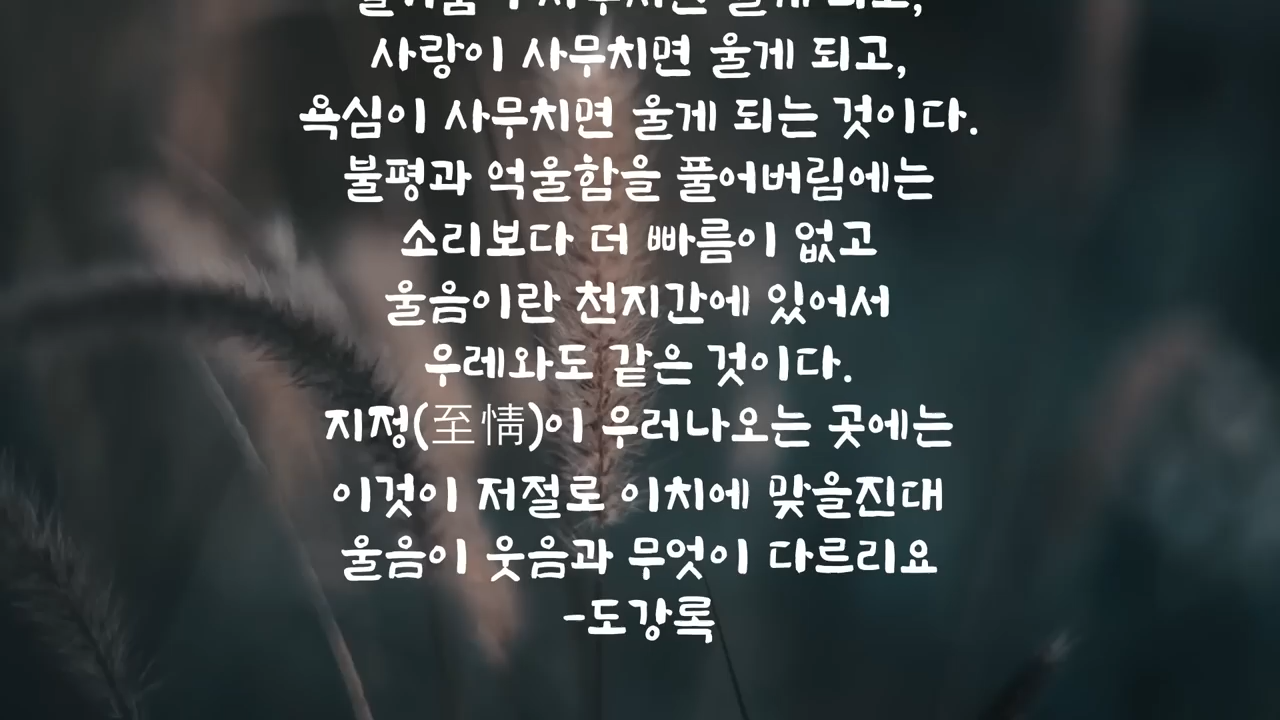 사랑이 사무치면 울게 되고,
욕심이 사무치면 울게 되는 것이다.
불평과 억울함을 풀어버림에는
소리보다 더 빠름이 없고
울음이란 천지간에 있어서
우레와도 같은 것이다.
지정(至情)이 우러나오는 곳에는
이것이 저절로 이치에 맞을진대
울음이 웃음과 무엇이 다르리요
-도강록